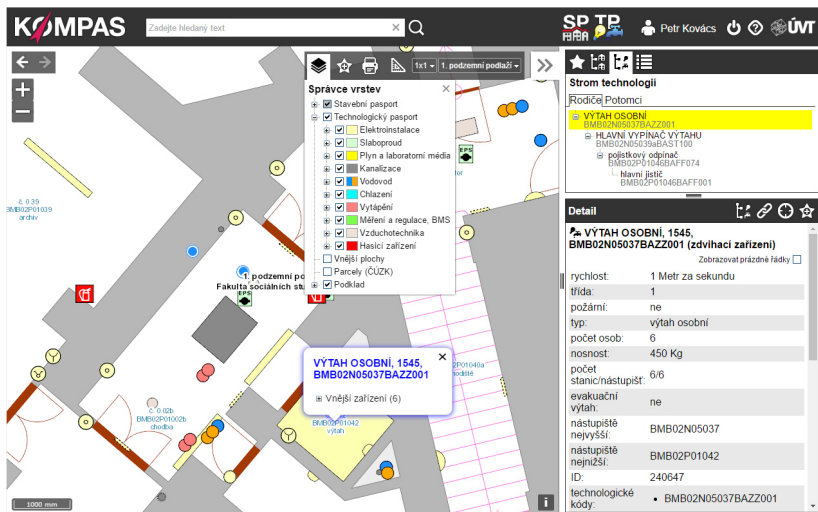 KOMPAS
Zadejte hledaný text
SP TP
Petr Kovács
ÚVT
1x1
1. podzemní podlaží
Správce vrstev
Stavební pasport
Technologický pasport
Elektroinstalace
Slaboproud
Plyn a laboratorní média
Kanalizace
Vodovod
Chlazení
Vytápění
Měření a regulace, BMS
Vzduchotechnika
Hasicí zařízení
Vnější plochy
Parcely (ČÚZK)
Podklad
č. 0.39
BMB02P01039
archiv
EPS
1. podzemní po
Fakulta sociálních stu
EPS
č. 0.02b
BMB02P01002b
chodba
VÝTAH OSOBNÍ, 1545,
BMB02N05037BAZZ001
Vnější zařízení (6)
BMB02P01042
výtah
1000 mm
Strom technologii
Rodiče Potomci
VÝTAH OSOBNÍ
BMB02N05037BAZZ001
HLAVNÍ VYPÍNAČ VÝTAHU
BMB02N05039aBAST100
pojistkový odpínač
BMB02P01046BAFF074
hlavní jistič
BMB02P01046BAFF001
Detail
VÝTAH OSOBNÍ, 1545,
BMB02N05037BAZZ001 (zdvihací zařízení)
Zobrazovat prázdné řádky
rychlost: 1 Metr za sekundu
třída: 1
požární: ne
typ: výtah osobní
počet osob: 6
nosnost: 450 Kg
počet
stanic/nástupišť: 6/6
evakuační
výtah: ne
nástupiště
nejvyšší: BMB02N05037
nástupiště
nejnižší: BMB02P01042
ID: 240647
technologické
kódy: • BMB02N05037BAZZ001